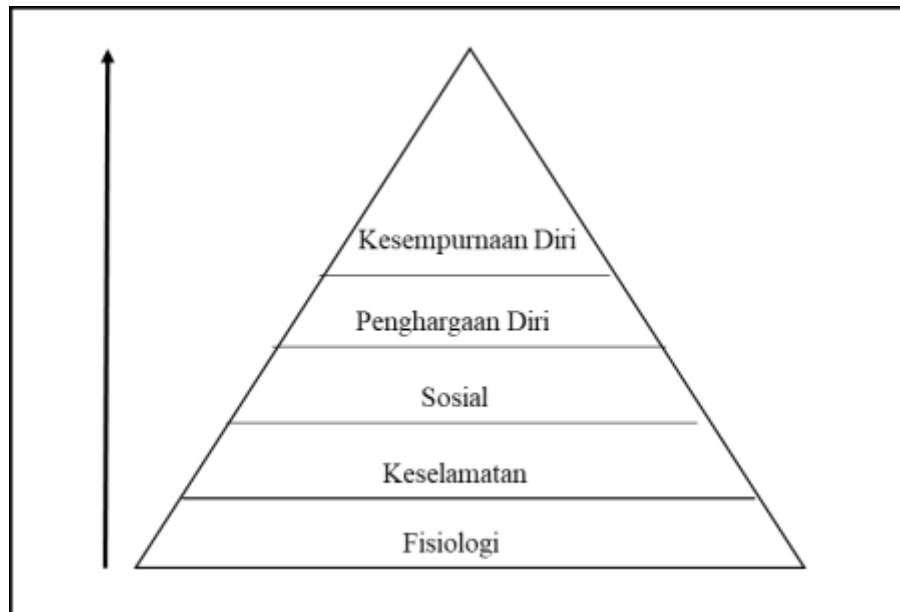 Kesempurnaan Diri
Penghargaan Diri
Sosial
Keselamatan
Fisiologi